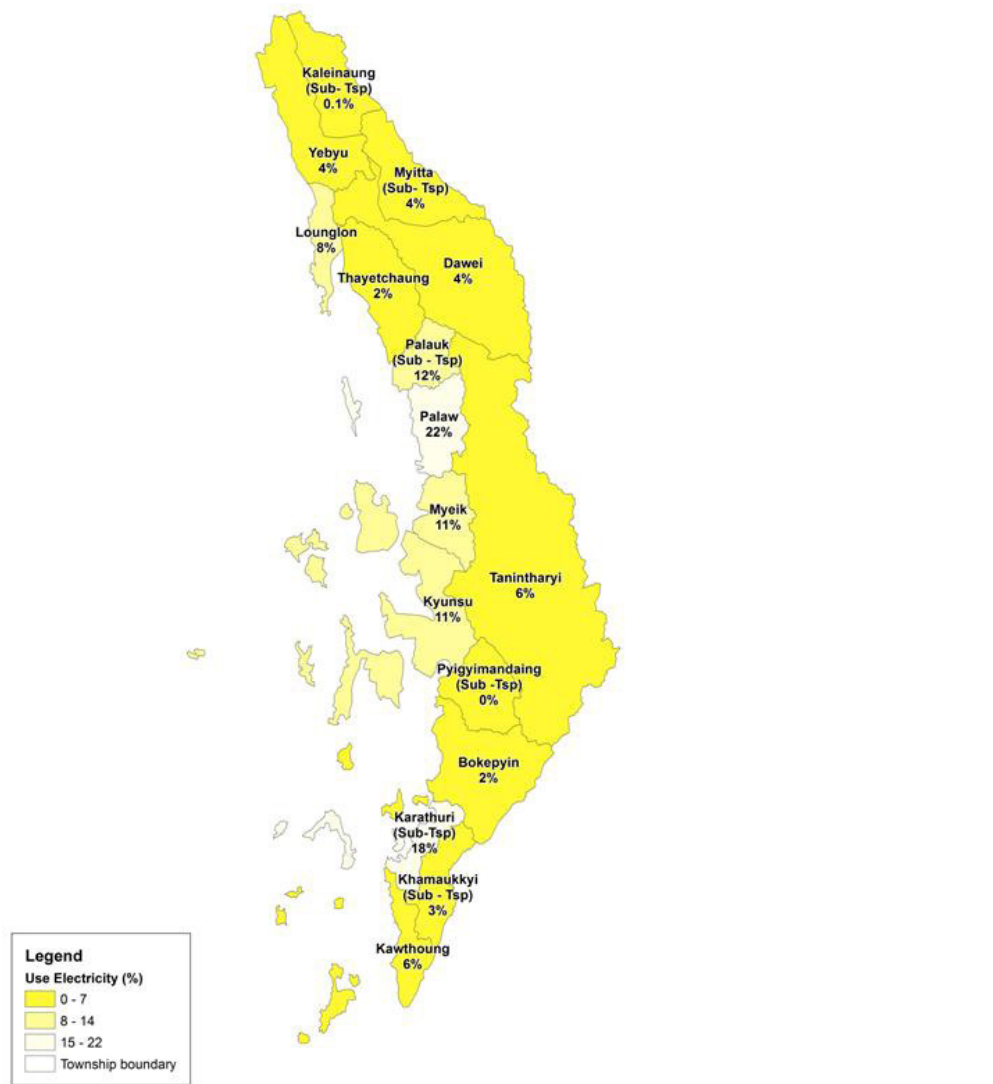 Kaleinaung
(Sub- Tsp)
0.1%
Yebyu
4%
Myitta
(Sub- Tsp)
4%
Lounglon
8%
Dawei
4%
Thayetchaung
2%
Palauk
(Sub - Tsp)
12%
Palaw
22%
Myeik
11%
Tanintharyi
6%
Kyunsu
11%
Pyigyimandaing
(Sub -Tsp)
0%
Bokepyin
2%
Karathuri
(Sub-Tsp)
18%
Khamaukkyi
(Sub - Tsp)
3%
Kawthoung
6%
Legend
Use Electricity (%)
0 - 7
8 - 14
15 - 22
Township boundary